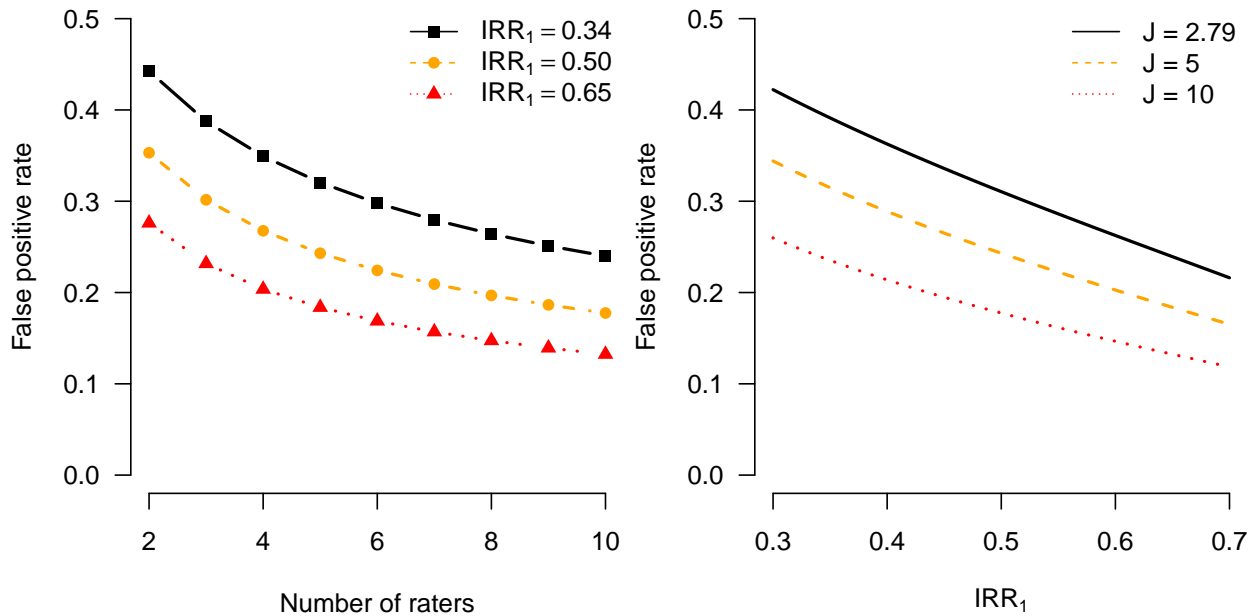 IRR₁ = 0.34
IRR₁ = 0.50
IRR₁ = 0.65
False positive rate
0.5
0.4
0.3
0.2
0.1
0.0
2 4 6 8 10
Number of raters
J = 2.79
J = 5
J = 10
False positive rate
0.5
0.4
0.3
0.2
0.1
0.0
0.3 0.4 0.5 0.6 0.7
IRR₁